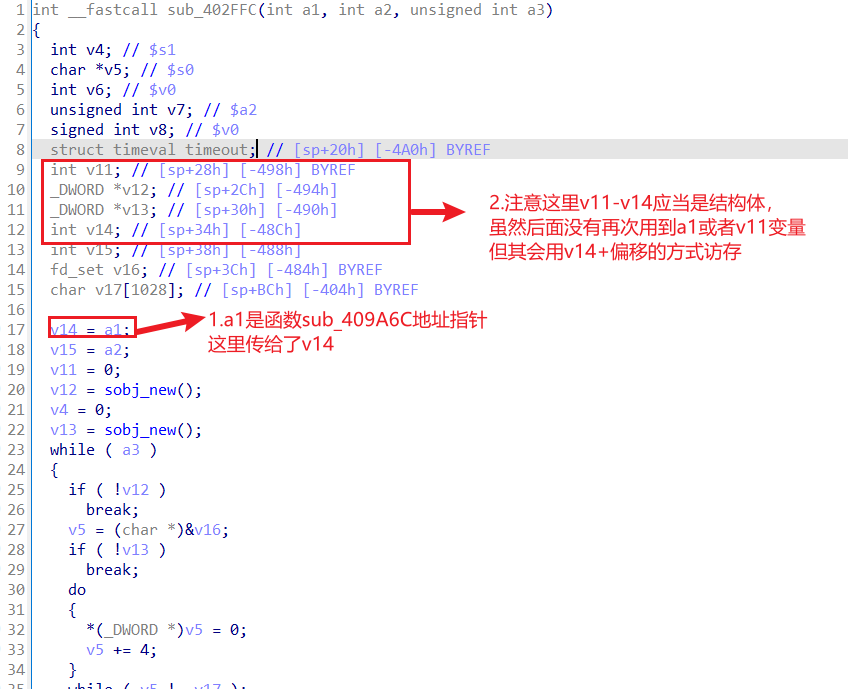 1 int __fastcall sub_402FFC(int a1, int a2, unsigned int a3)
2 {
3 int v4; // $s1
4 char *v5; // $s0
5 int v6; // $v0
6 unsigned int v7; // $a2
7 signed int v8; // $v0
8 struct timeval timeout; // [sp+20h] [-4A0h] BYREF
9 int v11; // [sp+28h] [-498h] BYREF
10 _DWORD *v12; // [sp+2Ch] [-494h]
11 _DWORD *v13; // [sp+30h] [-490h]
12 int v14; // [sp+34h] [-48Ch]
13 int v15; // [sp+38h] [-488h]
14 fd_set v16; // [sp+3Ch] [-484h] BYREF
15 char v17[1028]; // [sp+BCh] [-404h] BYREF
16
2.注意这里v11-v14应当是结构体,
虽然后面没有再次用到a1或者v11变量
但其会用v14+偏移的方式访存
17 v14 = a1;
1.a1是函数sub_409A6C地址指针
这里传给了v14
18 v15 = a2;
19 v11 = 0;
20 v12 = sobj_new();
21 v4 = 0;
22 v13 = sobj_new();
23 while ( a3 )
24 {
25 if ( !v12 )
26 break;
27 v5 = (char *)&v16;
28 if ( !v13 )
29 break;
30 do
31 {
32 *(_DWORD *)v5 = 0;
33 v5 += 4;
34 }